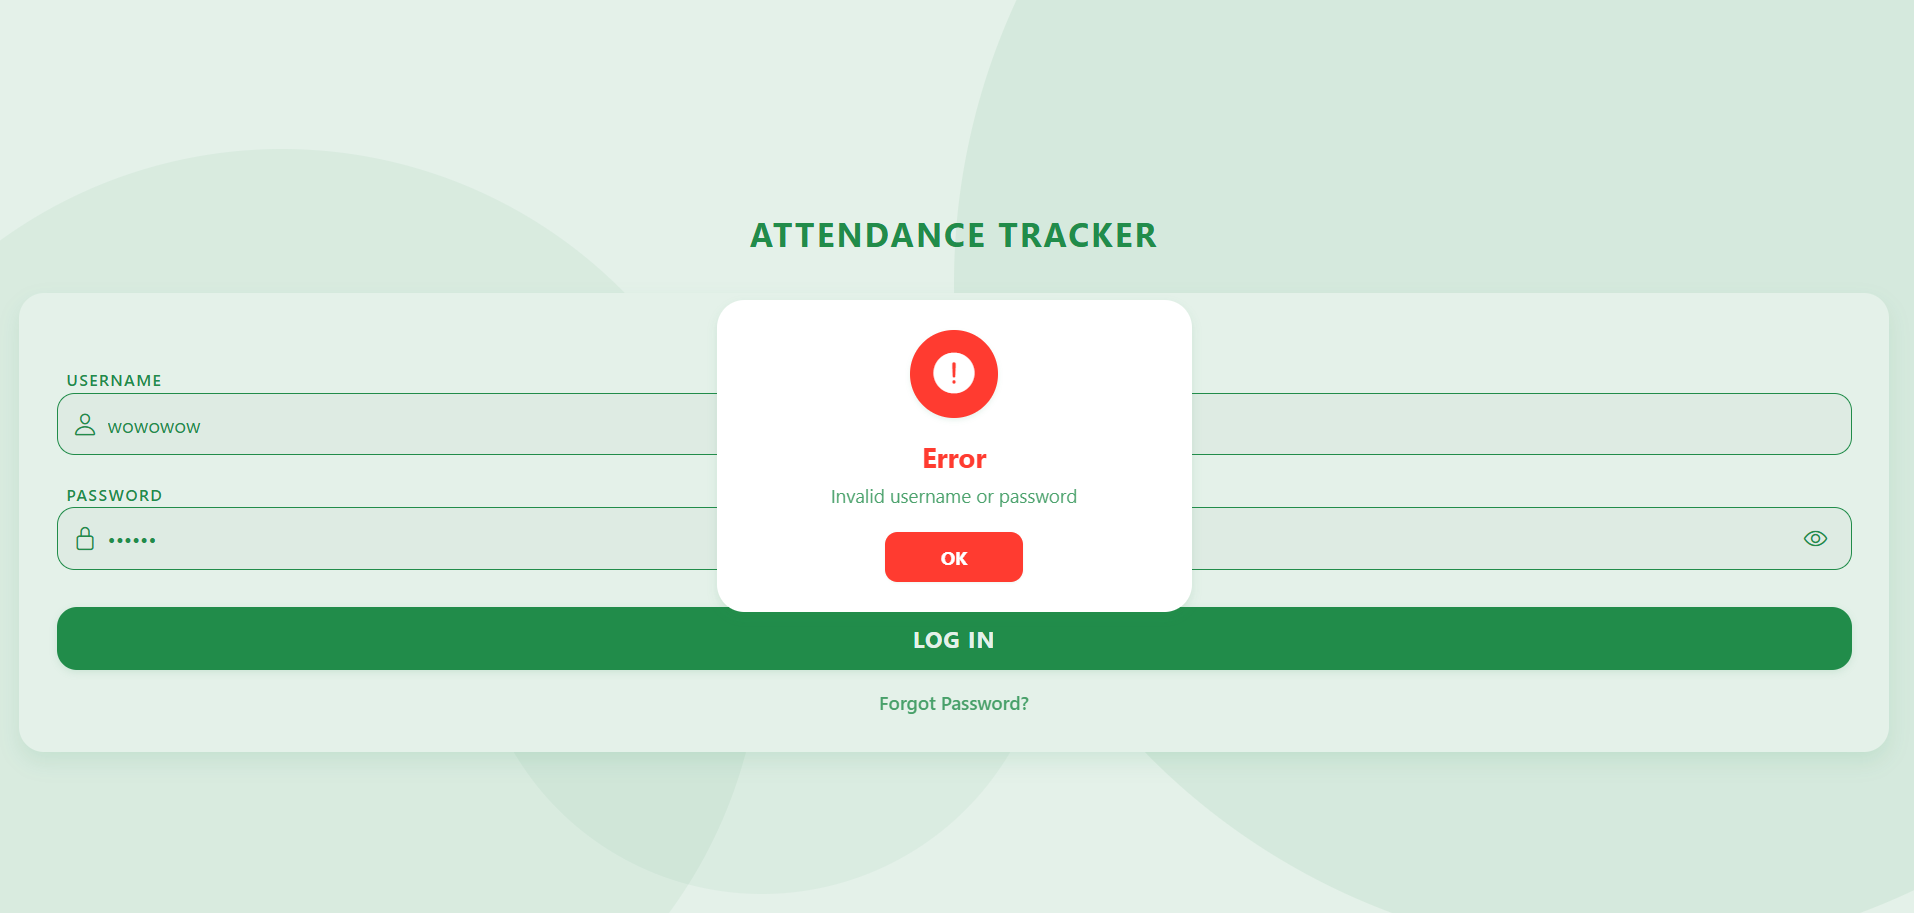 ATTENDANCE TRACKER
USERNAME
wowowow
PASSWORD
••••••
!
Error
Invalid username or password
OK
LOG IN
Forgot Password?